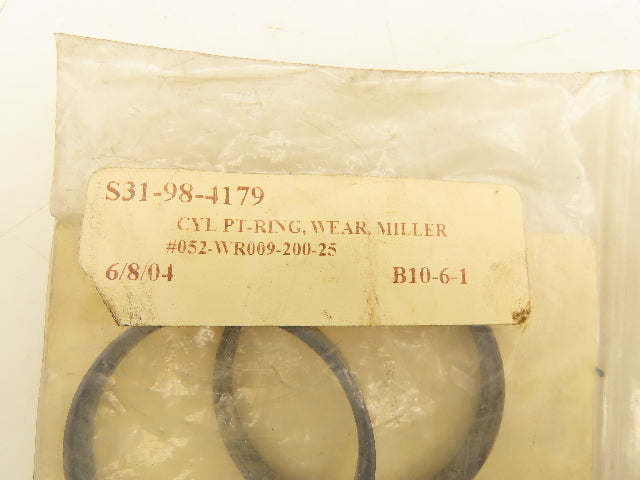 S31-98-4179
CYL PT-RING, WEAR, MILLER
#052-WR009-200-25
6/8/04 B10-6-1